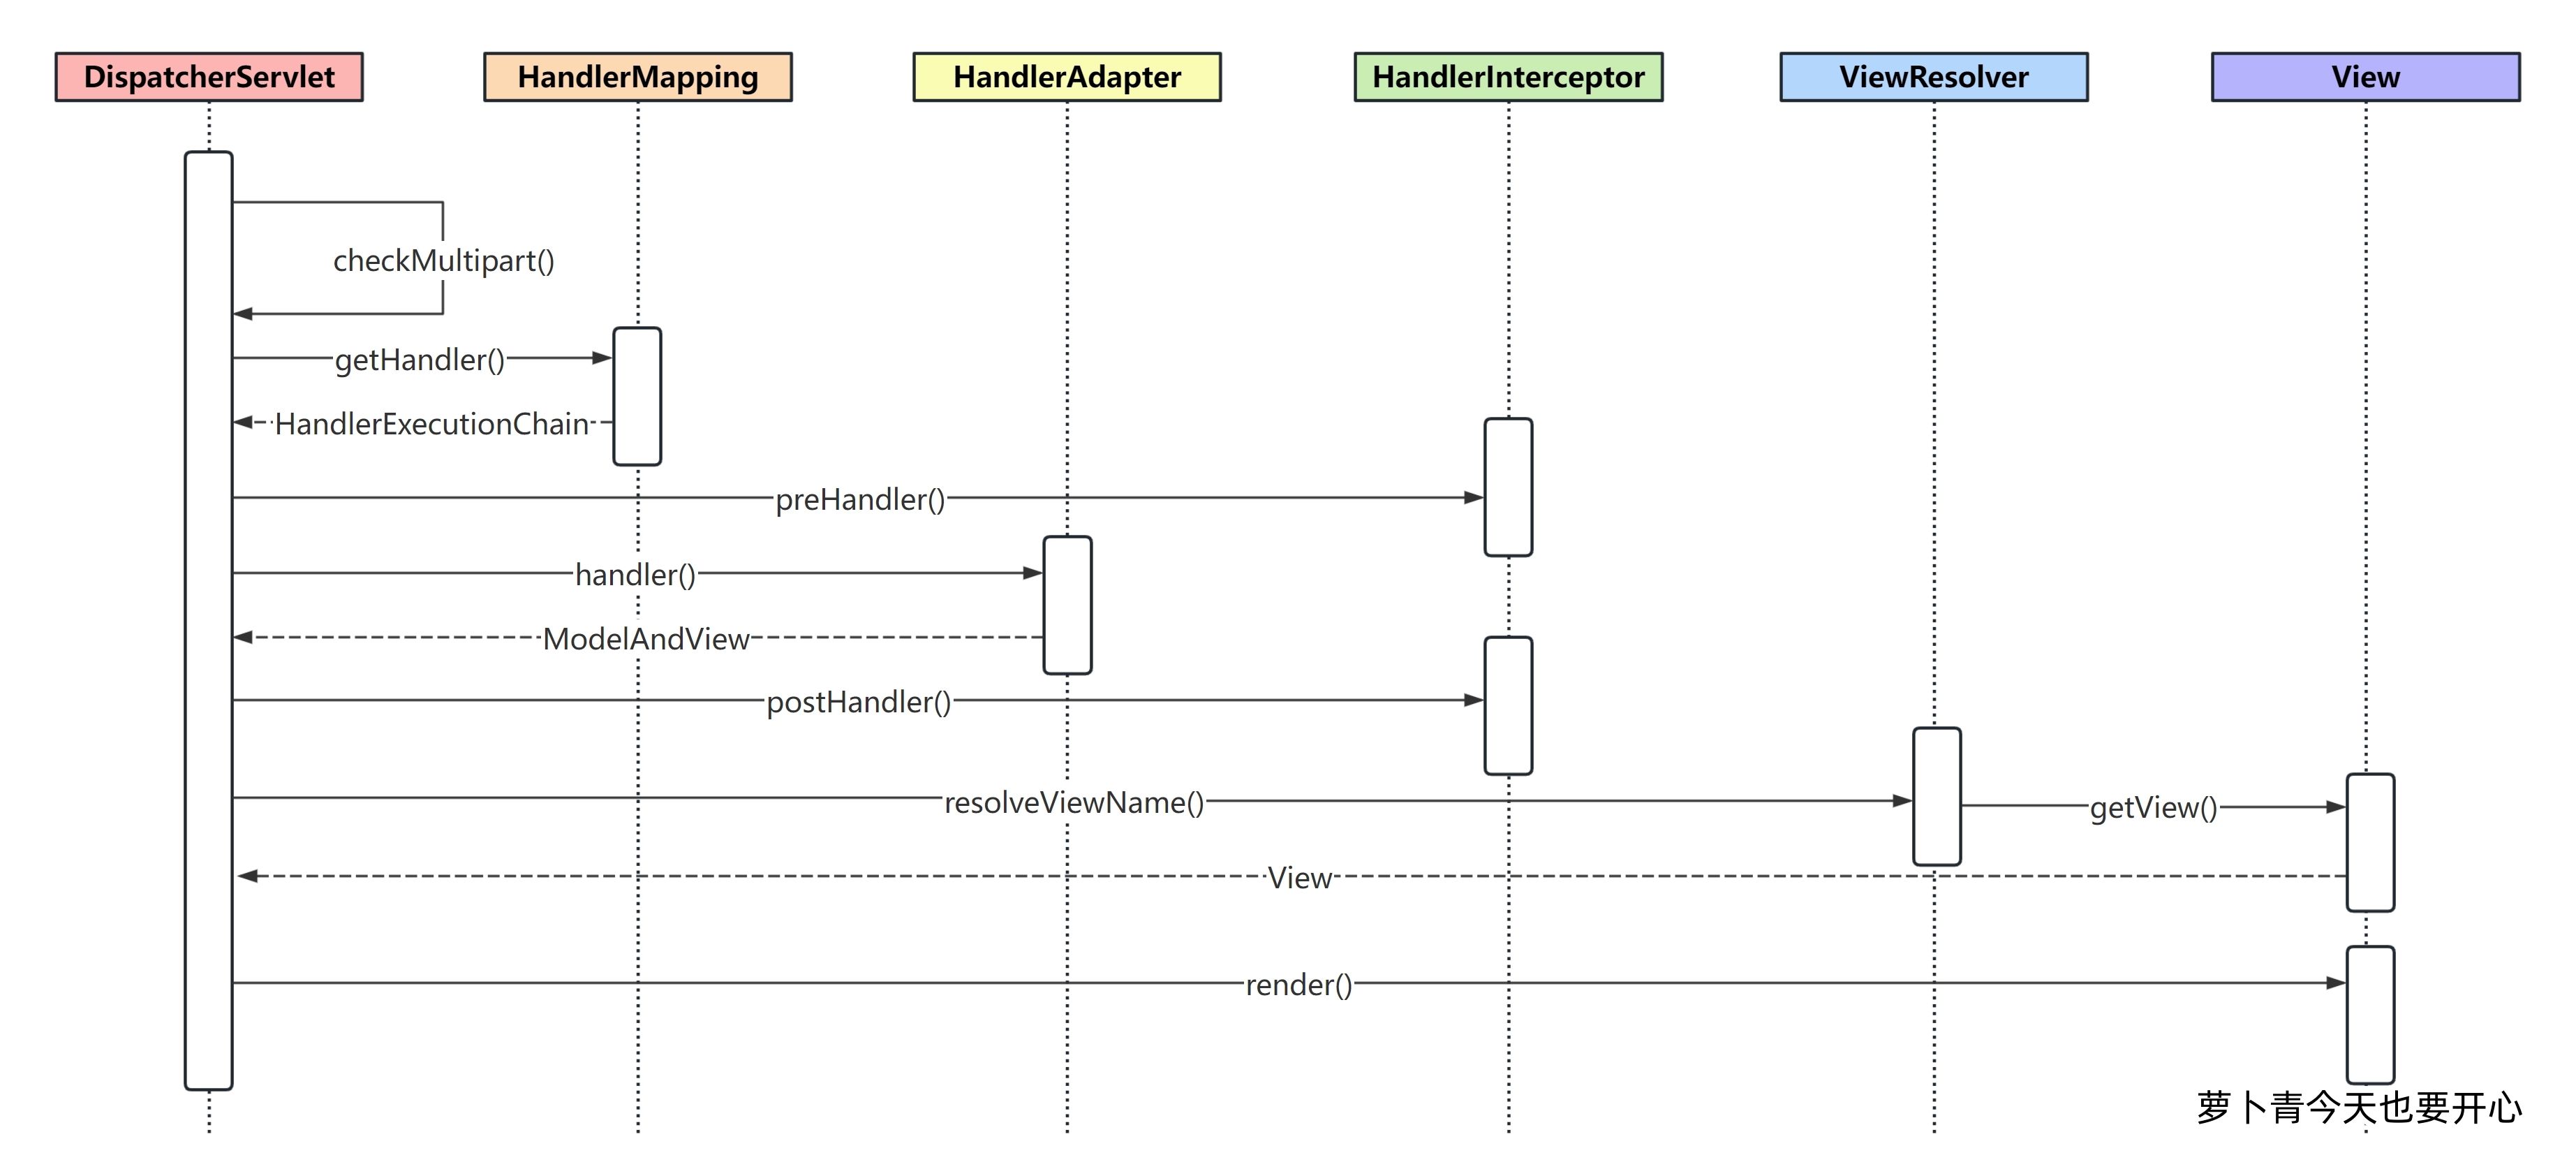 DispatcherServlet
HandlerMapping
HandlerAdapter
HandlerInterceptor
ViewResolver
View
checkMultipart()
getHandler()
HandlerExecutionChain
preHandler()
handler()
ModelAndView
postHandler()
resolveViewName()
getView()
View
render()
萝卜青今天也要开心